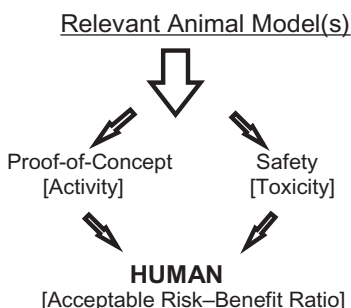 Relevant Animal Model(s)
Proof-of-Concept Safety
[Activity] [Toxicity]
HUMAN
[Acceptable Risk–Benefit Ratio]